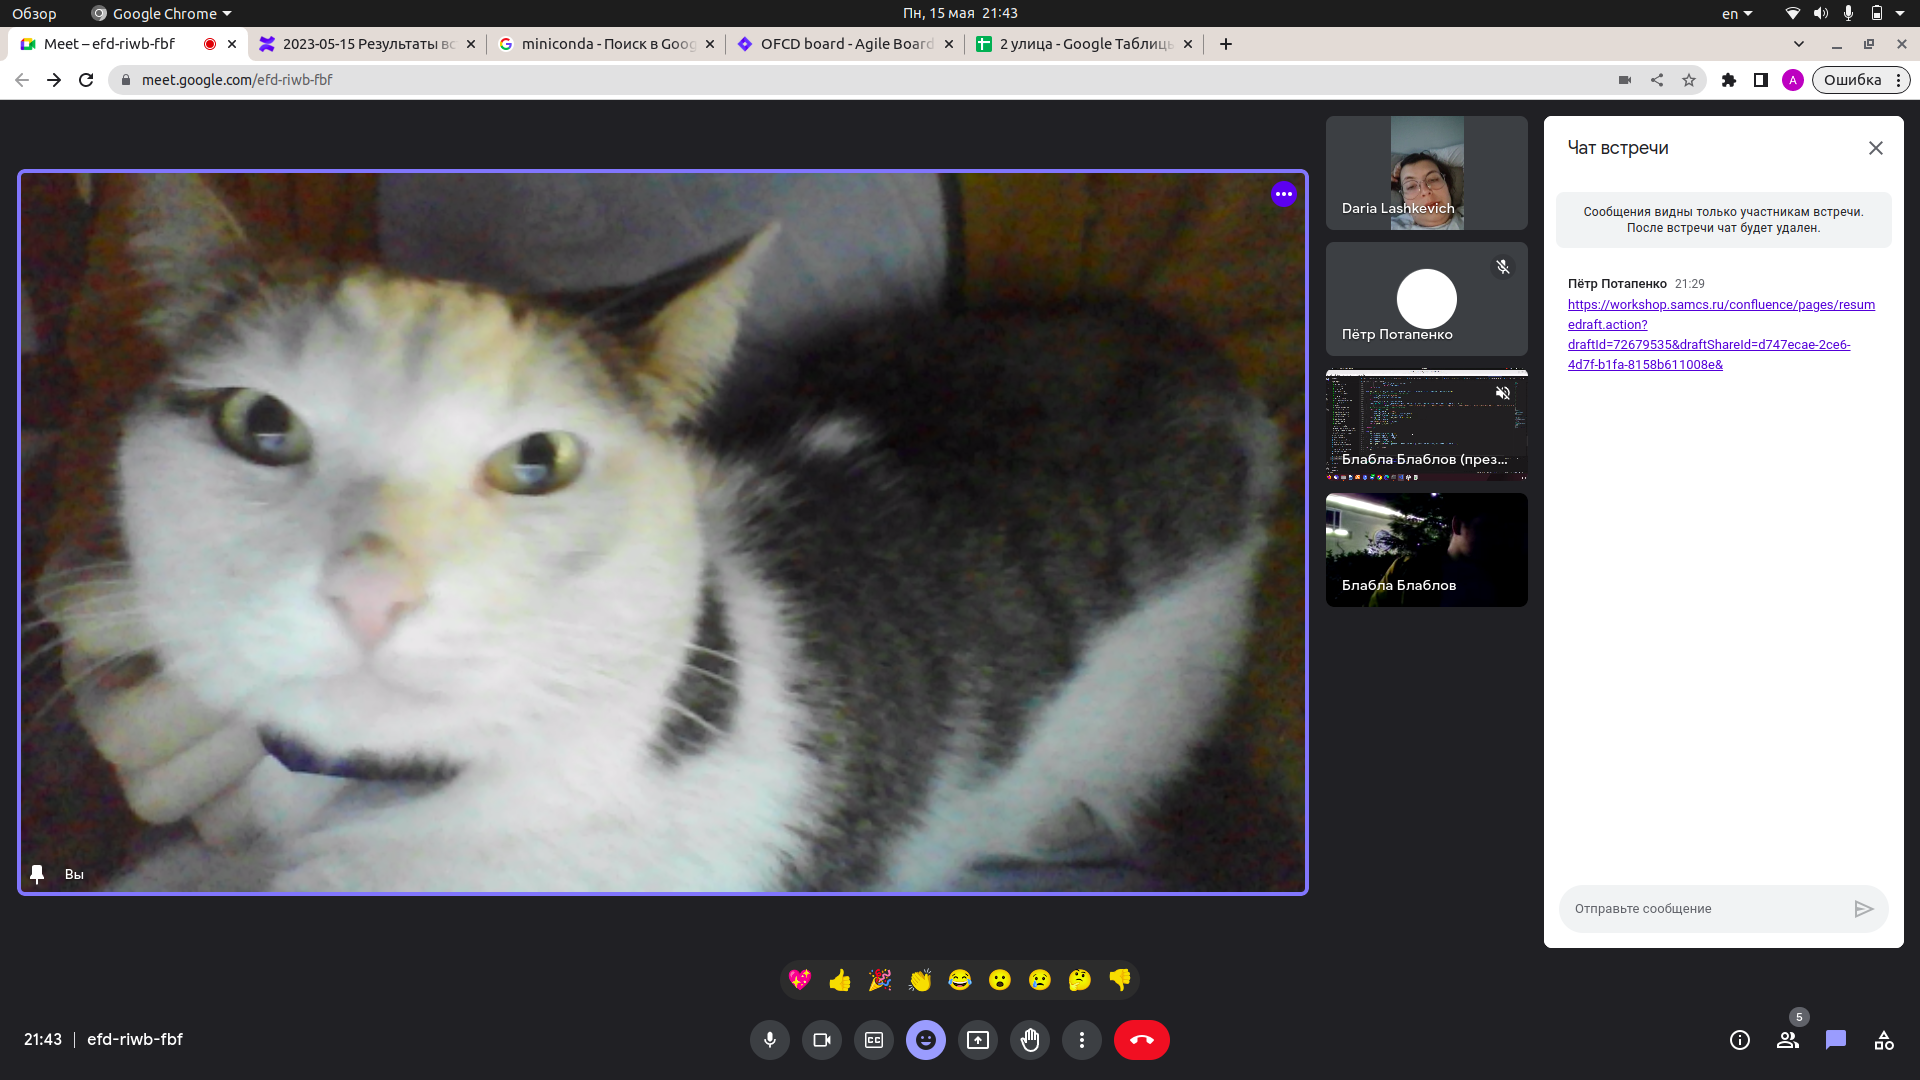 Обзор
Google Chrome
Пн, 15 мая 21:43
en
Meet – efd-riwb-fbf
2023-05-15 Результаты вс
miniconda - Поиск в Goog
OFCD board - Agile Board
2 улица - Google Таблицы
meet.google.com/efd-riwb-fbf
A
Ошибка
Daria Lashkevich
Пётр Потапенко
Блабла Блаблов (през...
Блабла Блаблов
Вы
Чат встречи
Сообщения видны только участникам встречи.
После встречи чат будет удален.
Пётр Потапенко 21:29
https://workshop.samcs.ru/confluence/pages/resum
edraft.action?
draftId=72679535&draftShareId=d747ecae-2ce6-
4d7f-b1fa-8158b611008e&
Отправьте сообщение
21:43 | efd-riwb-fbf
5